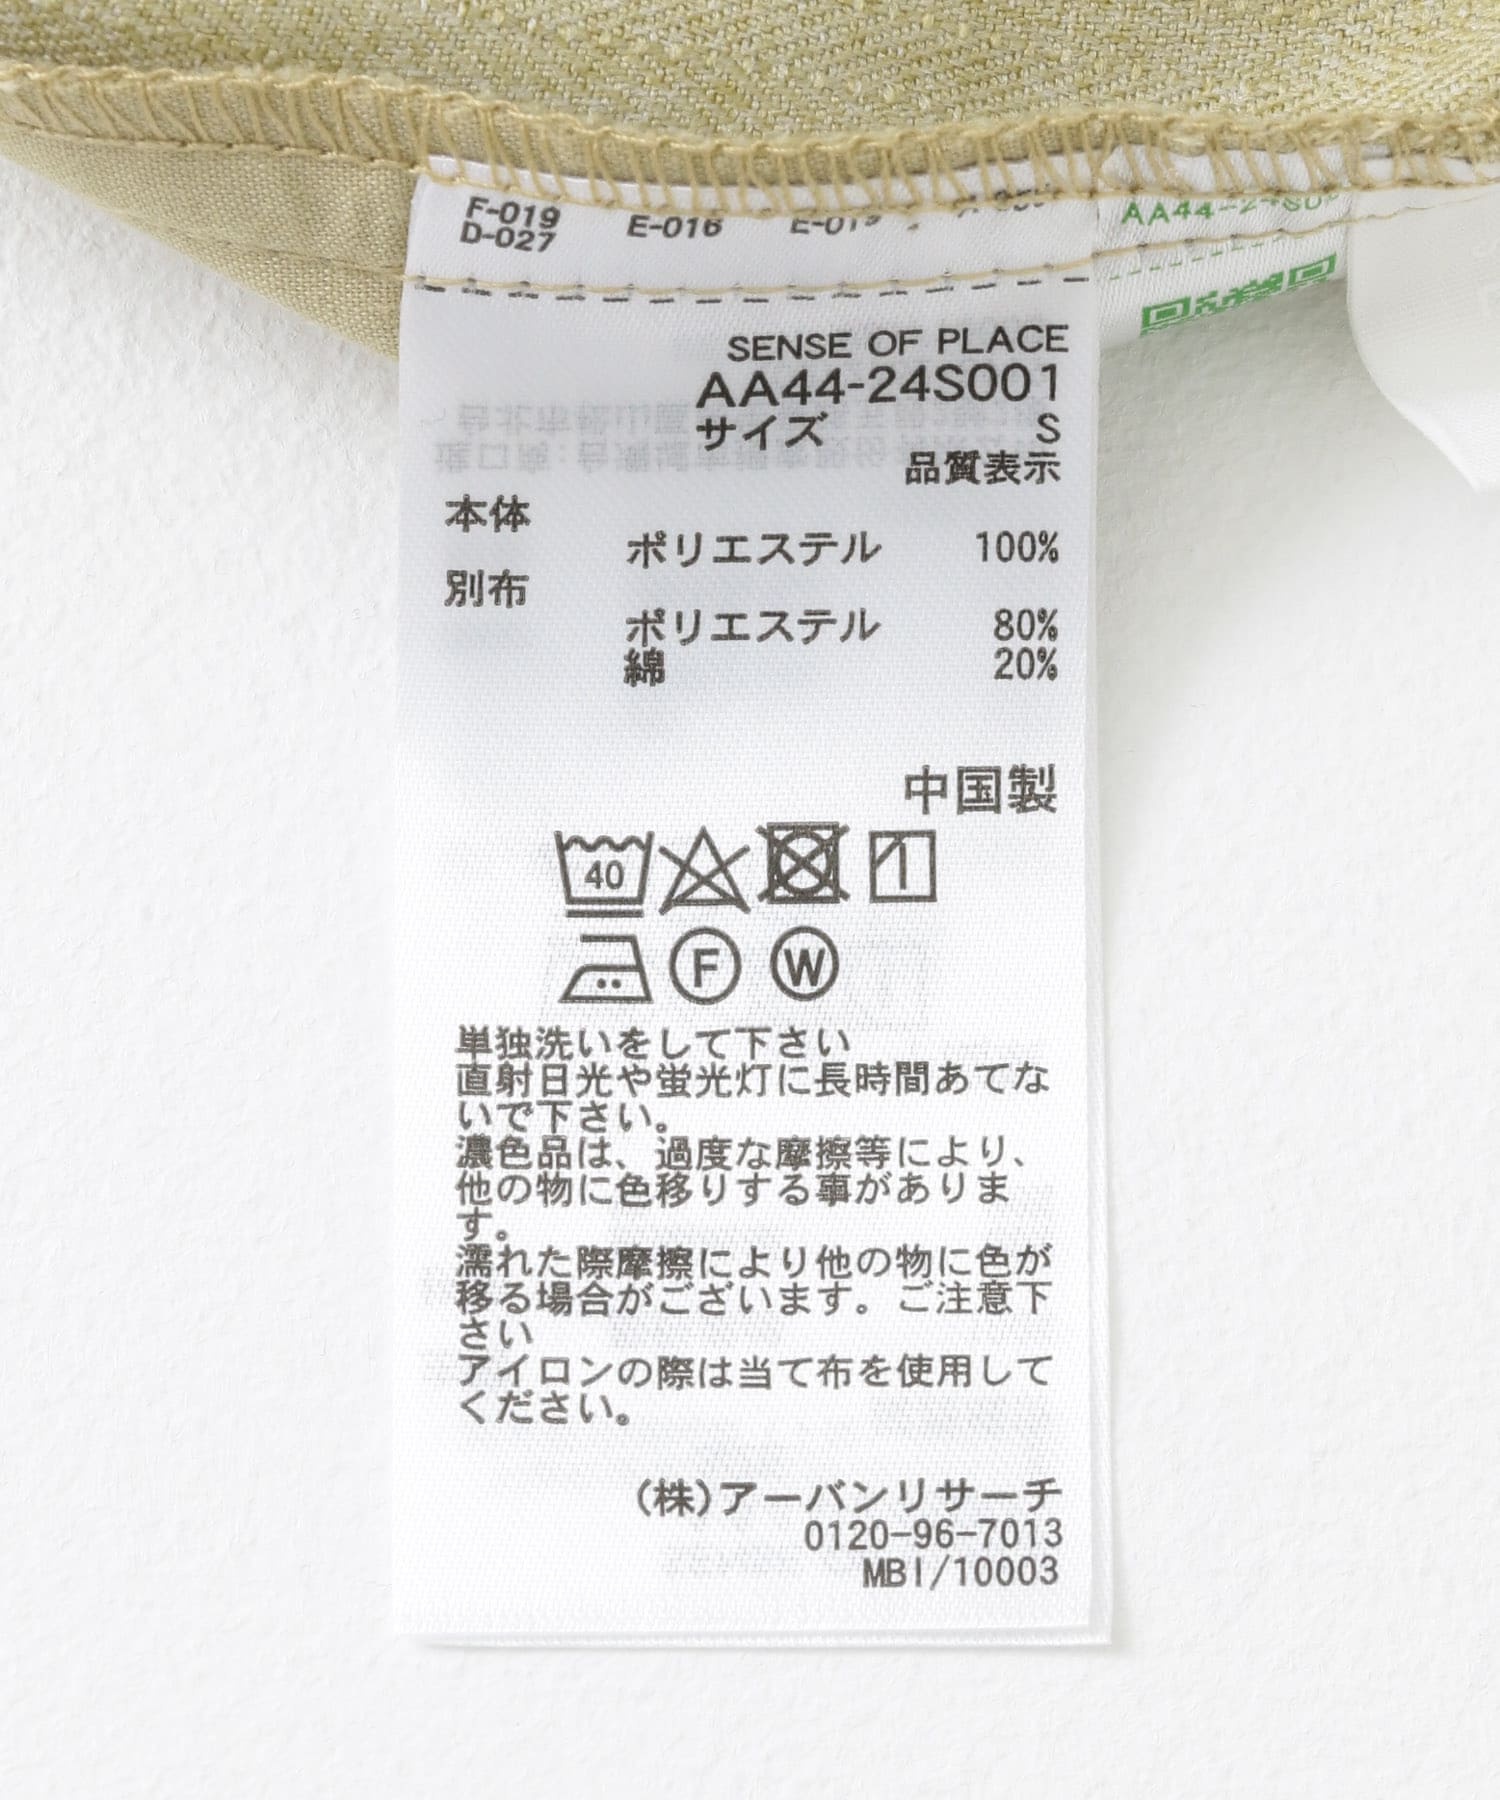 F-019
D-027
E-016
SENSE OF PLACE
AA44-24S001
サイズ S
品質表示
本体
ポリエステル 100%
別布
ポリエステル 80%
綿 20%
中国製
40
1
F
W
単独洗いをして下さい
直射日光や蛍光灯に長時間あてな
いで下さい。
濃色品は、過度な摩擦等により、
他の物に色移りする事がありま
す。
濡れた際摩擦により他の物に色が
移る場合がございます。ご注意下
さい
アイロンの際は当て布を使用して
ください。
(株)アーバンリサーチ
0120-96-7013
MBI/10003